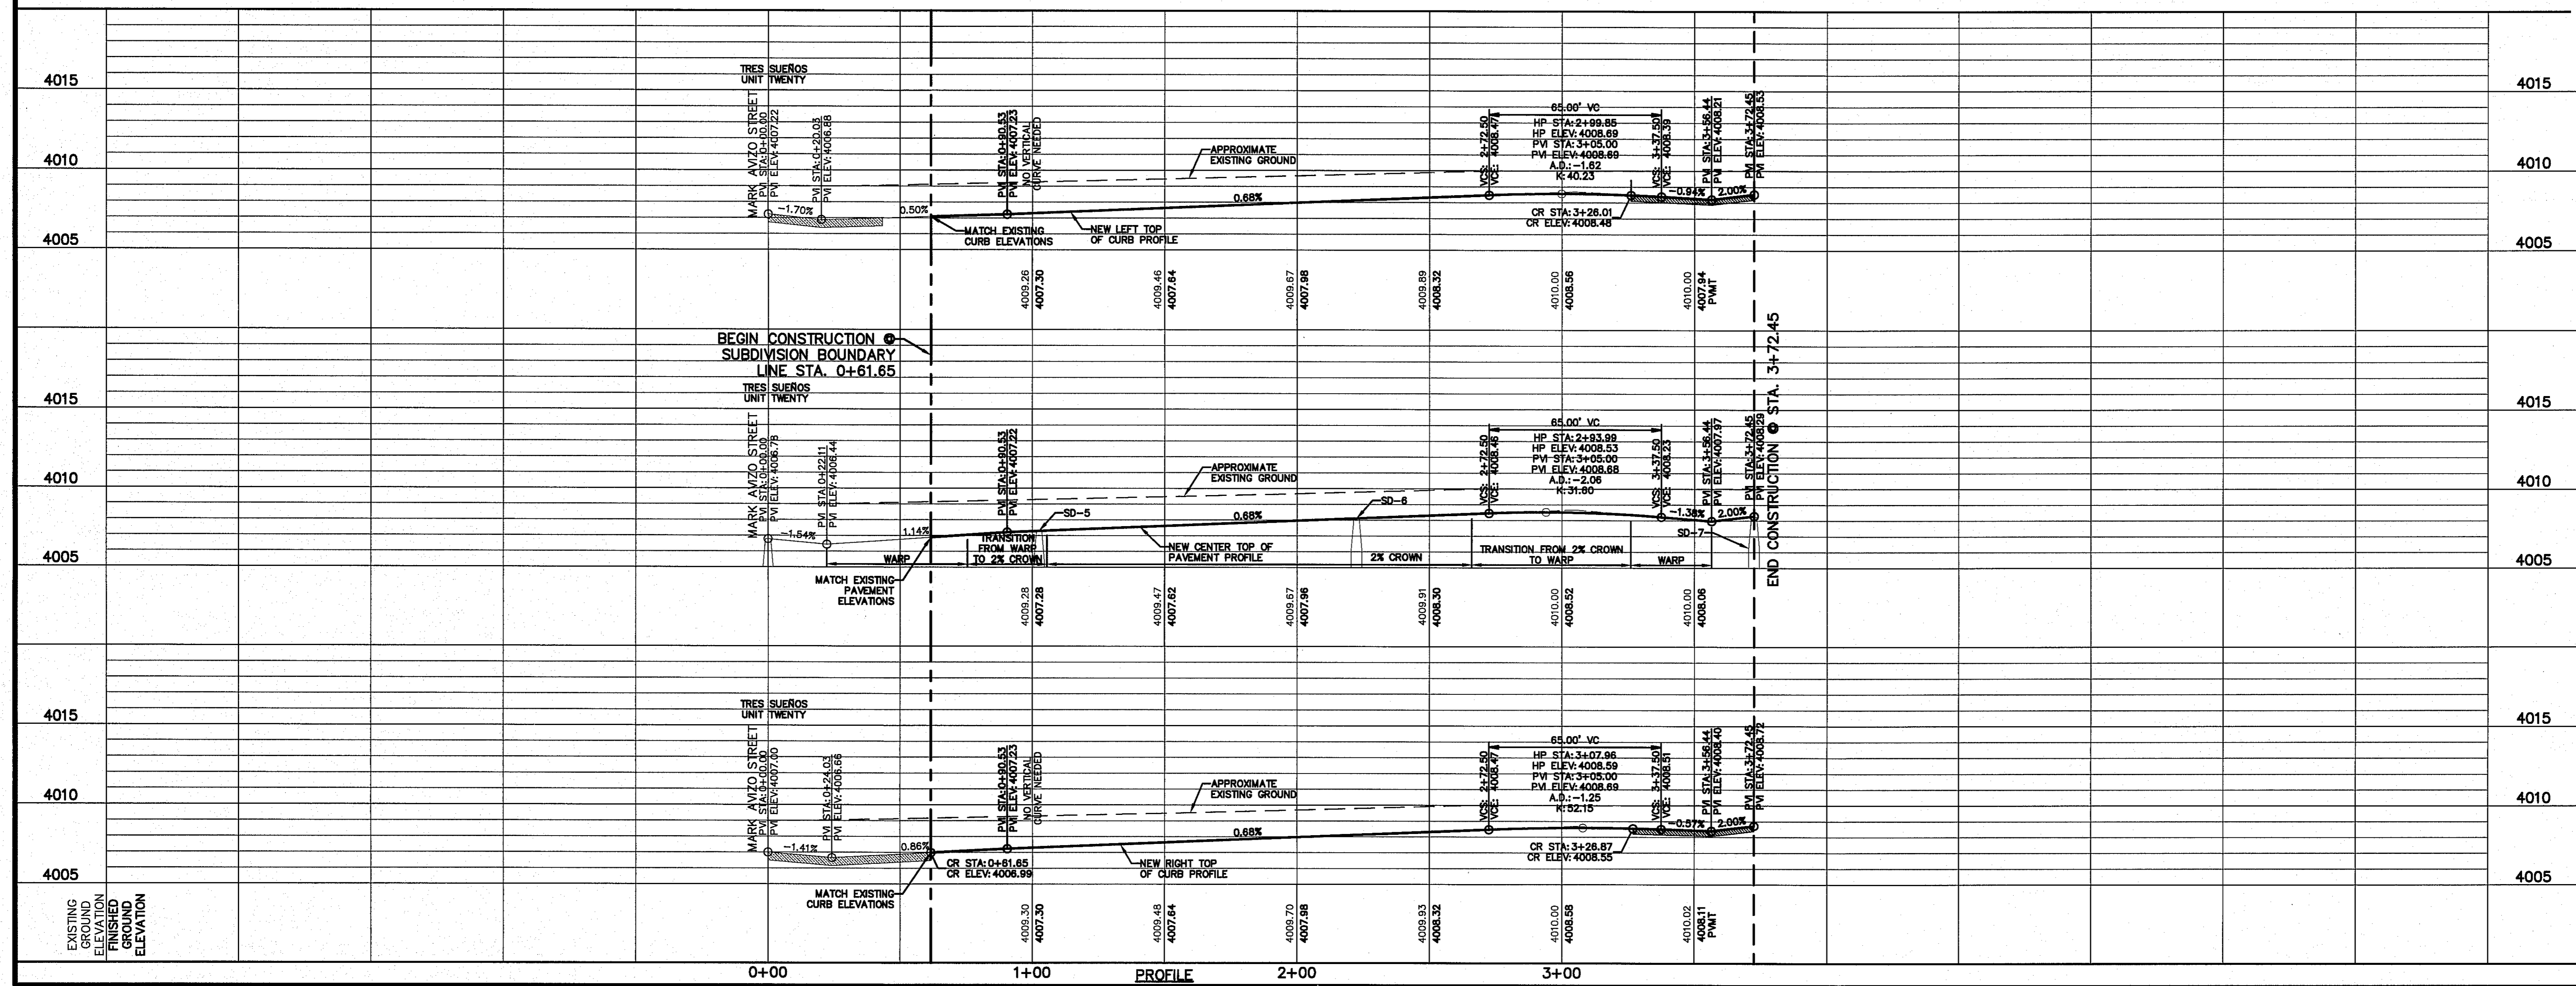 4015
4010
4005
TRES SUEÑOS
UNIT TWENTY
MARK AVIZO STREET
PVI STA: 0+00.00
PVI ELEV: 4007.22
PVI STA: 0+20.03
PVI ELEV: 4006.88
-1.70%
0.50%
PVI STA: 0+90.53
PVI ELEV: 4007.23
NO VERTICAL
CURVE NEEDED
MATCH EXISTING
CURB ELEVATIONS
NEW LEFT TOP
OF CURB PROFILE
APPROXIMATE
EXISTING GROUND
0.68%
VCS: 2+72.50
VCE: 4008.47
65.00' VC
HP STA: 2+99.85
HP ELEV: 4008.69
PVI STA: 3+05.00
PVI ELEV: 4008.69
A.D.: -1.62
K: 40.23
CR STA: 3+26.01
CR ELEV: 4008.48
VCS: 3+37.50
VCE: 4008.39
-0.94%
2.00%
PVI STA: 3+56.44
PVI ELEV: 4008.21
PVI STA: 3+72.45
PVI ELEV: 4008.53
4015
4010
4005
4009.26
4007.30
4009.46
4007.64
4009.67
4007.98
4009.89
4008.32
4010.00
4008.56
4010.00
4007.94
PVMT
BEGIN CONSTRUCTION @
SUBDIVISION BOUNDARY
LINE STA. 0+61.65
END CONSTRUCTION @ STA. 3+72.45
4015
4010
4005
TRES SUEÑOS
UNIT TWENTY
MARK AVIZO STREET
PVI STA: 0+00.00
PVI ELEV: 4006.78
PVI STA: 0+22.11
PVI ELEV: 4006.44
-1.54%
1.14%
PVI STA: 0+90.53
PVI ELEV: 4007.22
SD-5
WARP
TRANSITION
FROM WARP
TO 2% CROWN
MATCH EXISTING
PAVEMENT
ELEVATIONS
NEW CENTER TOP OF
PAVEMENT PROFILE
APPROXIMATE
EXISTING GROUND
0.68%
SD-6
2% CROWN
VCS: 2+72.50
VCE: 4008.46
65.00' VC
HP STA: 2+93.99
HP ELEV: 4008.53
PVI STA: 3+05.00
PVI ELEV: 4008.68
A.D.: -2.06
K: 31.60
TRANSITION FROM 2% CROWN
TO WARP
WARP
VCS: 3+37.50
VCE: 4008.23
-1.38%
2.00%
SD-7
PVI STA: 3+56.44
PVI ELEV: 4007.97
PVI STA: 3+72.45
PVI ELEV: 4008.29
4015
4010
4005
4009.28
4007.28
4009.47
4007.62
4009.67
4007.96
4009.91
4008.30
4010.00
4008.52
4010.00
4008.06
4015
4010
4005
TRES SUEÑOS
UNIT TWENTY
MARK AVIZO STREET
PVI STA: 0+00.00
PVI ELEV: 4007.00
PVI STA: 0+24.03
PVI ELEV: 4006.66
-1.41%
0.86%
CR STA: 0+61.65
CR ELEV: 4006.99
MATCH EXISTING
CURB ELEVATIONS
PVI STA: 0+90.53
PVI ELEV: 4007.23
NO VERTICAL
CURVE NEEDED
NEW RIGHT TOP
OF CURB PROFILE
APPROXIMATE
EXISTING GROUND
0.68%
VCS: 2+72.50
VCE: 4008.47
65.00' VC
HP STA: 3+07.96
HP ELEV: 4008.59
PVI STA: 3+05.00
PVI ELEV: 4008.69
A.D.: -1.25
K: 52.15
CR STA: 3+26.87
CR ELEV: 4008.55
VCS: 3+37.50
VCE: 4008.51
-0.57%
2.00%
PVI STA: 3+56.44
PVI ELEV: 4008.40
PVI STA: 3+72.45
PVI ELEV: 4008.72
4015
4010
4005
EXISTING
GROUND
ELEVATION
FINISHED
GROUND
ELEVATION
4009.30
4007.30
4009.48
4007.64
4009.70
4007.98
4009.93
4008.32
4010.00
4008.58
4010.02
4008.11
PVMT
0+00
1+00
2+00
3+00
PROFILE